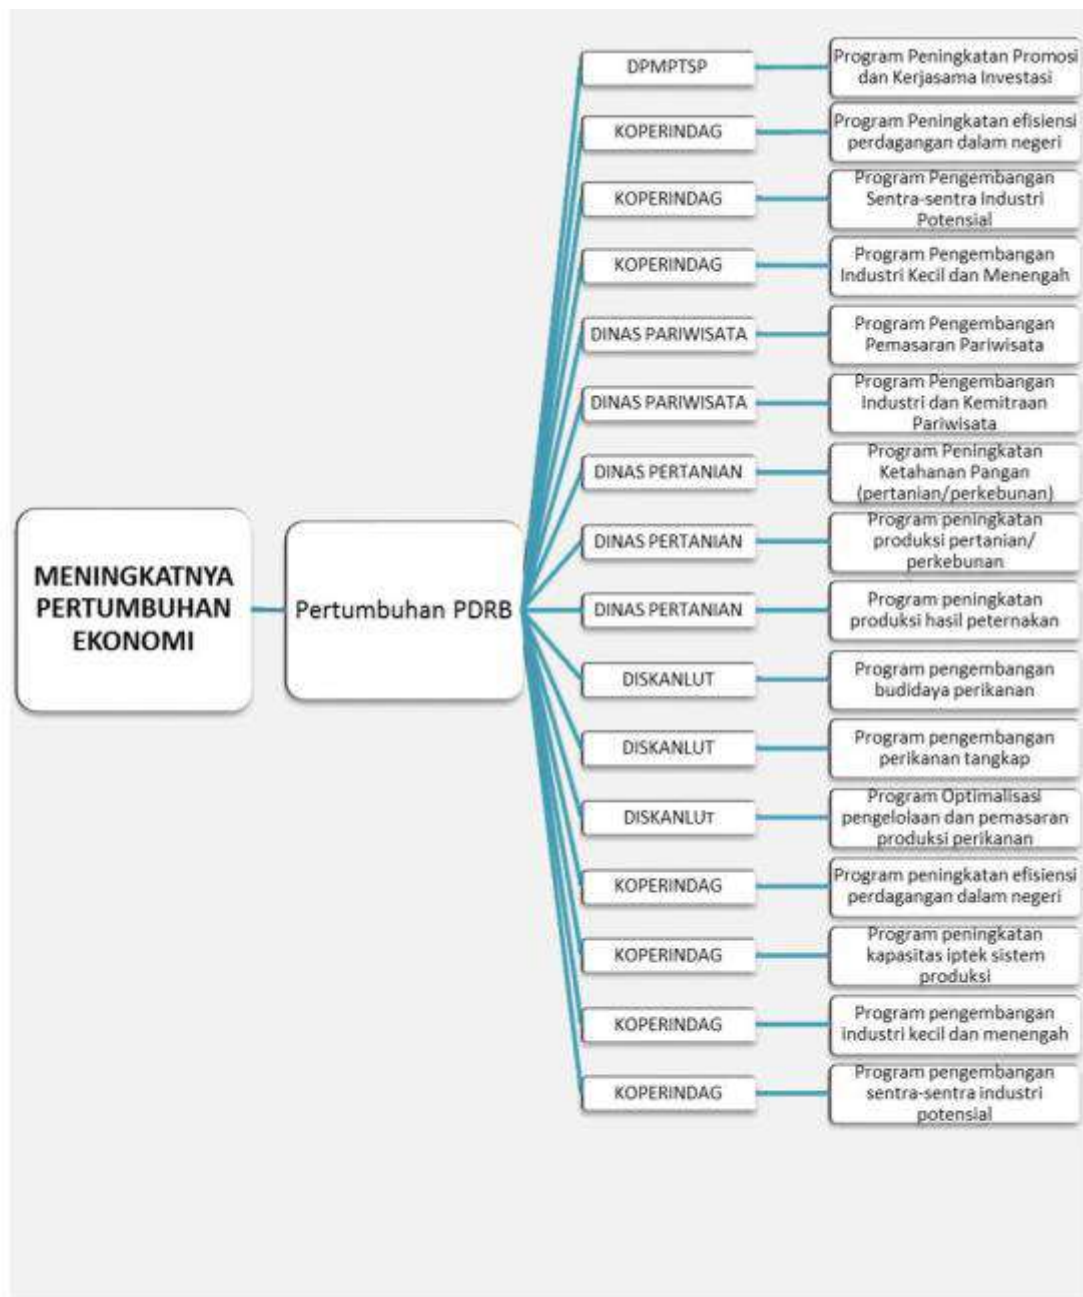 MENINGKATNYA
PERTUMBUHAN
EKONOMI
Pertumbuhan PDRB
DPMPTSP
Program Peningkatan Promosi
dan Kerjasama Investasi
KOPERINDAG
Program Peningkatan efisiensi
perdagangan dalam negeri
KOPERINDAG
Program Pengembangan
Sentra-sentra Industri
Potensial
KOPERINDAG
Program Pengembangan
Industri Kecil dan Menengah
DINAS PARIWISATA
Program Pengembangan
Pemasaran Pariwisata
DINAS PARIWISATA
Program Pengembangan
Industri dan Kemitraan
Pariwisata
DINAS PERTANIAN
Program Peningkatan
Ketahanan Pangan
(pertanian/perkebunan)
DINAS PERTANIAN
Program peningkatan
produksi pertanian/
perkebunan
DINAS PERTANIAN
Program peningkatan
produksi hasil peternakan
DISKANLUT
Program pengembangan
budidaya perikanan
DISKANLUT
Program pengembangan
perikanan tangkap
DISKANLUT
Program Optimalisasi
pengelolaan dan pemasaran
produksi perikanan
KOPERINDAG
Program peningkatan efisiensi
perdagangan dalam negeri
KOPERINDAG
Program peningkatan
kapasitas iptek sistem
produksi
KOPERINDAG
Program pengembangan
industri kecil dan menengah
KOPERINDAG
Program pengembangan
sentra-sentra industri
potensial